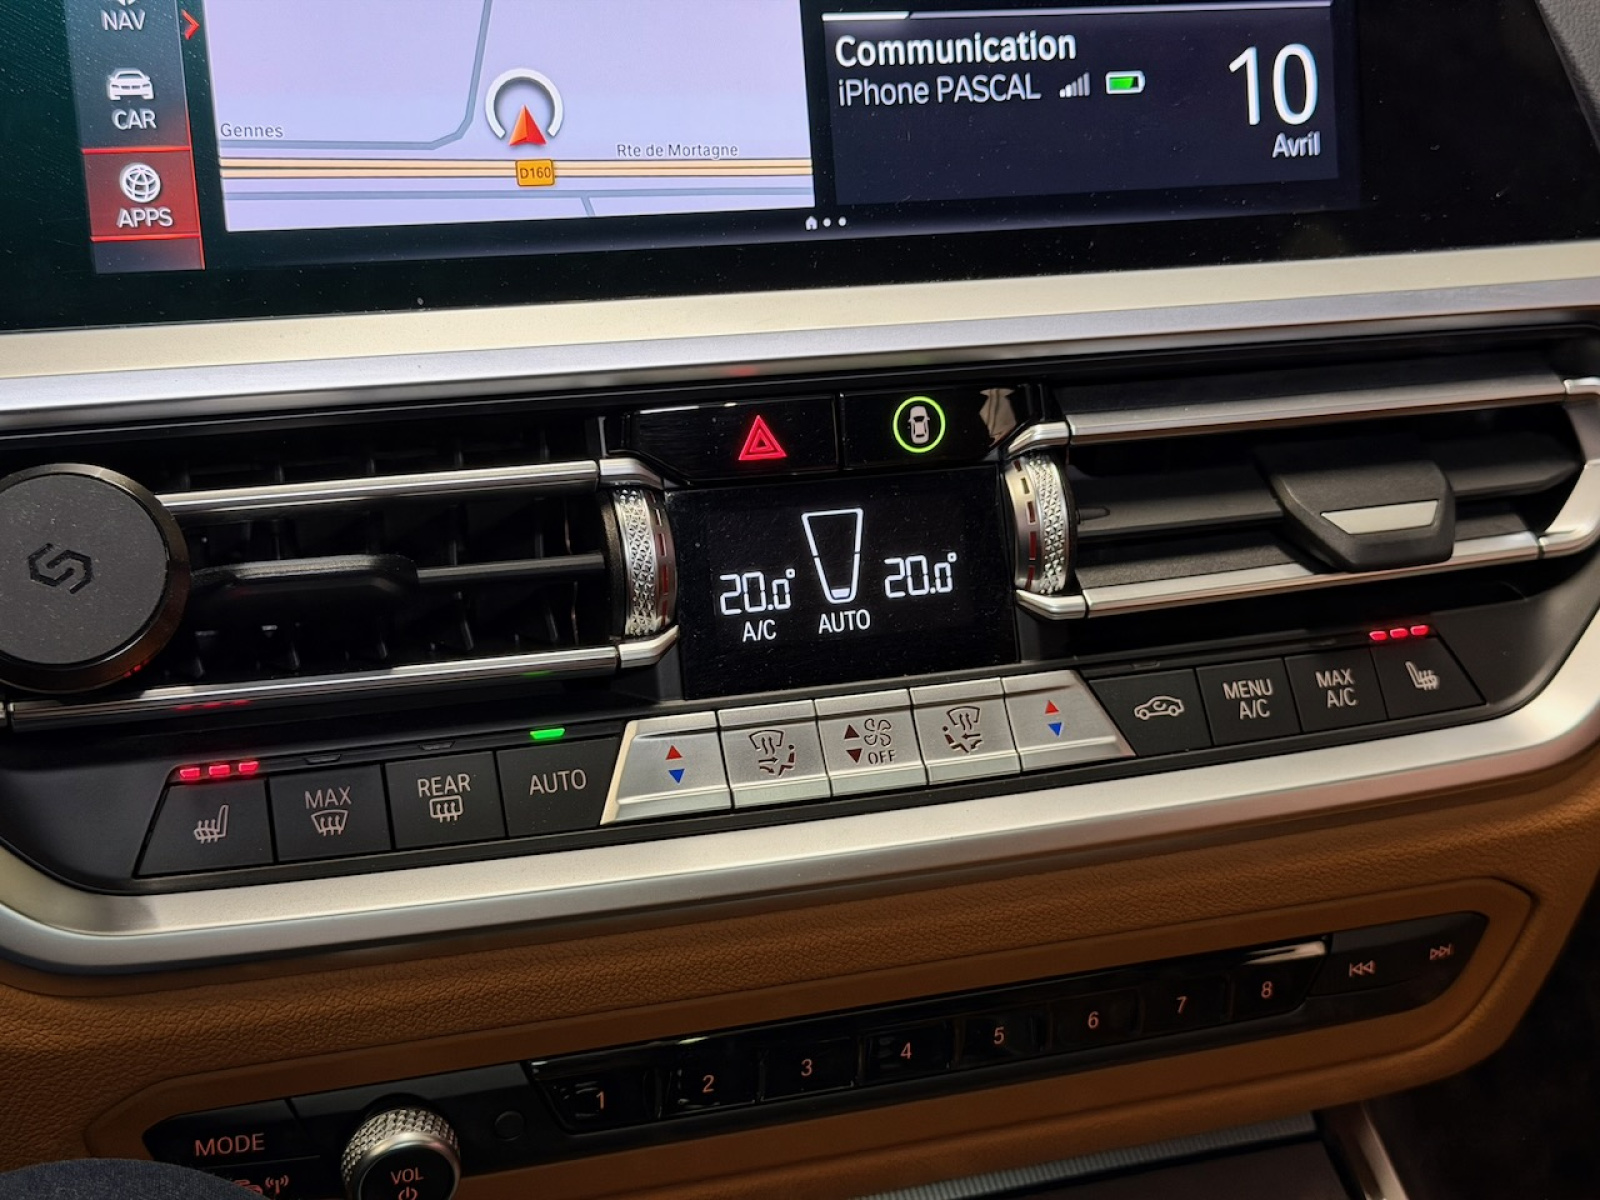 NAV
CAR
APPS
Gennes
Rte de Mortagne
D160
Communication
iPhone PASCAL
10
Avril
20.0°
A/C
AUTO
20.0°
MAX
REAR
AUTO
OFF
MENU
A/C
MAX
A/C
1 2 3 4 5 6 7 8
MODE
VOL